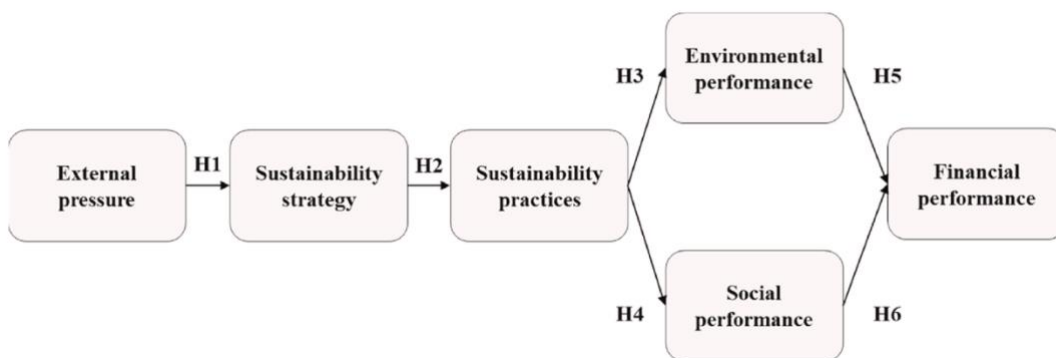 External
pressure
H1
Sustainability
strategy
H2
Sustainability
practices
H3
Environmental
performance
H4
Social
performance
H5
H6
Financial
performance